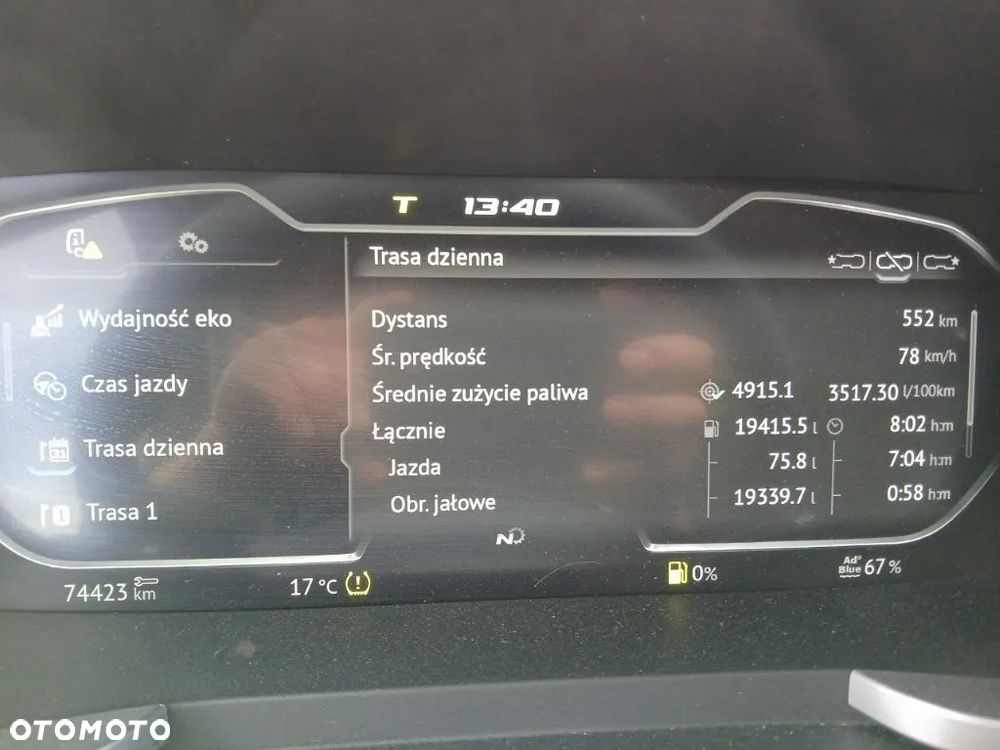 T 13:40
Trasa dzienna
Wydajność eko
Czas jazdy
31 Trasa dzienna
1 Trasa 1
Dystans 552 km
Śr. prędkość 78 km/h
Średnie zużycie paliwa 4915.1 3517.30 l/100km
Łącznie 19415.5 l 8:02 h:m
Jazda 75.8 l 7:04 h:m
Obr. jałowe 19339.7 l 0:58 h:m
N
74423 km 17 °C 0% Ad Blue 67 %
OTOMOTO